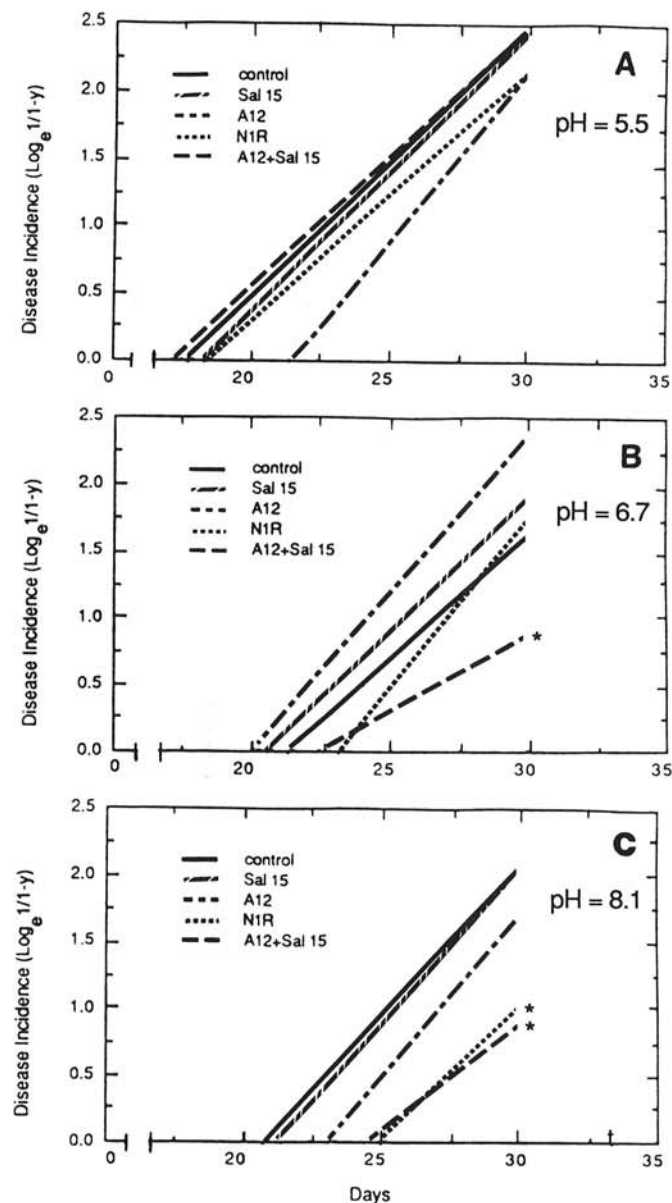 A
pH = 5.5
control
Sal 15
A12
N1R
A12+Sal 15
Disease Incidence (Log_e 1/1-y)
2.5
2.0
1.5
1.0
0.5
0.0
0 20 25 30 35
B
pH = 6.7
control
Sal 15
A12
N1R
A12+Sal 15
*
Disease Incidence (Log_e 1/1-y)
2.5
2.0
1.5
1.0
0.5
0.0
0 20 25 30 35
C
pH = 8.1
control
Sal 15
A12
N1R
A12+Sal 15
*
*
Disease Incidence (Log_e 1/1-y)
2.5
2.0
1.5
1.0
0.5
0.0
0 20 25 30 35
Days